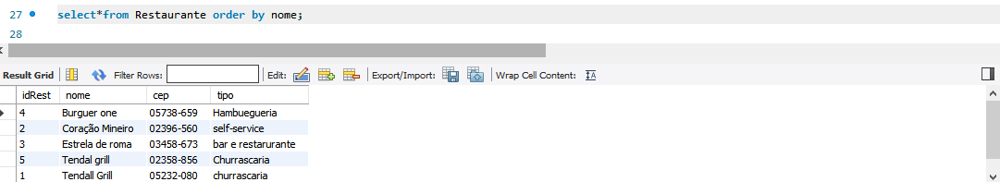 27 select*from Restaurante order by nome;
28
Result Grid Filter Rows: Edit: Export/Import: Wrap Cell Content:
idRest nome cep tipo
4 Burguer one 05738-659 Hambuegueria
2 Coração Mineiro 02396-560 self-service
3 Estrela de roma 03458-673 bar e restarurante
5 Tendal grill 02358-856 Churrascaria
1 Tendall Grill 05232-080 churrascaria